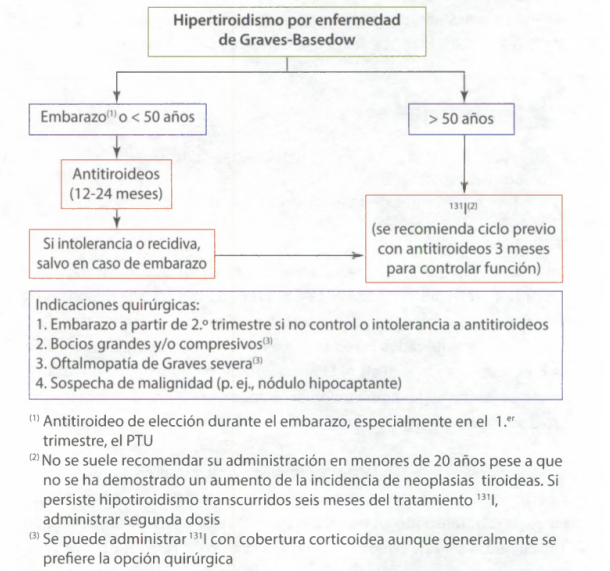 Hipertiroidismo por enfermedad
de Graves-Basedow
Embarazo⁽¹⁾ o < 50 años
> 50 años
Antitiroideos
(12-24 meses)
Si intolerancia o recidiva,
salvo en caso de embarazo
¹³¹I⁽²⁾
(se recomienda ciclo previo
con antitiroideos 3 meses
para controlar función)
Indicaciones quirúrgicas:
1. Embarazo a partir de 2.º trimestre si no control o intolerancia a antitiroideos
2. Bocios grandes y/o compresivos⁽³⁾
3. Oftalmopatía de Graves severa⁽³⁾
4. Sospecha de malignidad (p. ej., nódulo hipocaptante)
⁽¹⁾ Antitiroideo de elección durante el embarazo, especialmente en el 1.ᵉʳ
trimestre, el PTU
⁽²⁾ No se suele recomendar su administración en menores de 20 años pese a que
no se ha demostrado un aumento de la incidencia de neoplasias tiroideas. Si
persiste hipotiroidismo transcurridos seis meses del tratamiento ¹³¹I,
administrar segunda dosis
⁽³⁾ Se puede administrar ¹³¹I con cobertura corticoidea aunque generalmente se
prefiere la opción quirúrgica